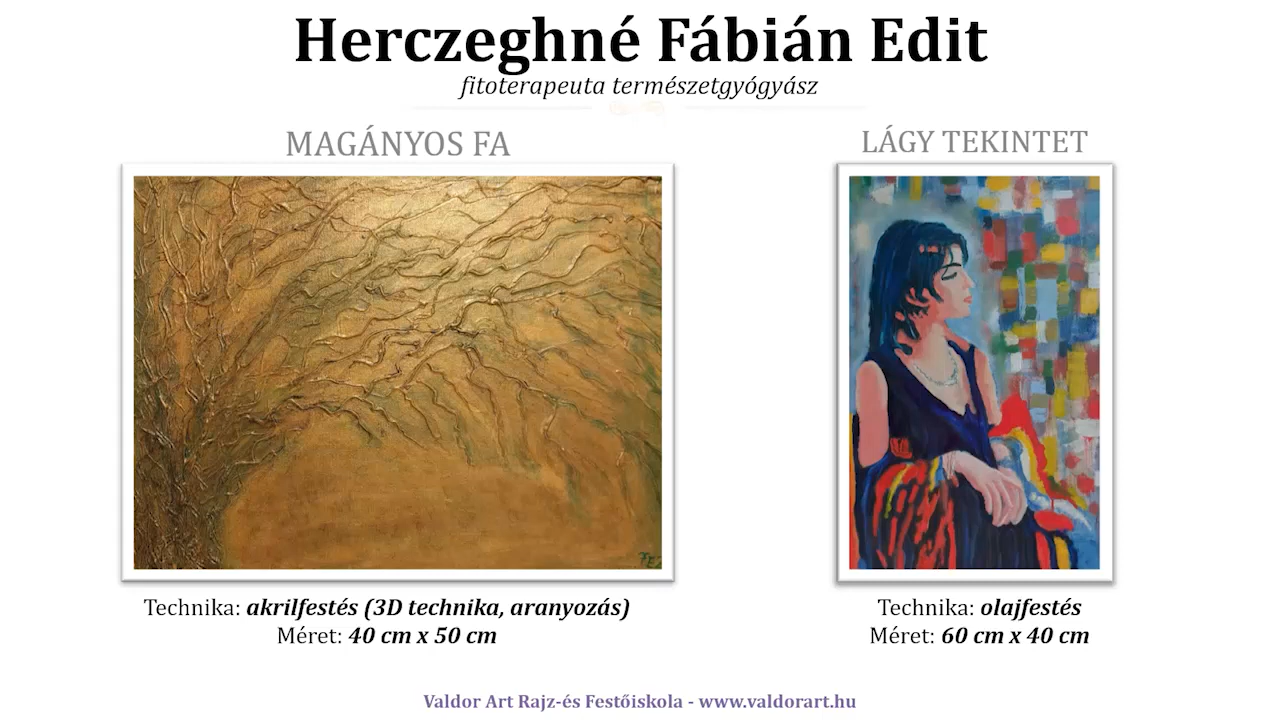 Herczeghné Fábián Edit
fitoterapeuta természetgyógyász
MAGÁNYOS FA
Technika: akrilfestés (3D technika, aranyozás)
Méret: 40 cm x 50 cm
LÁGY TEKINTET
Technika: olajfestés
Méret: 60 cm x 40 cm
Valdor Art Rajz-és Festőiskola - www.valdorart.hu